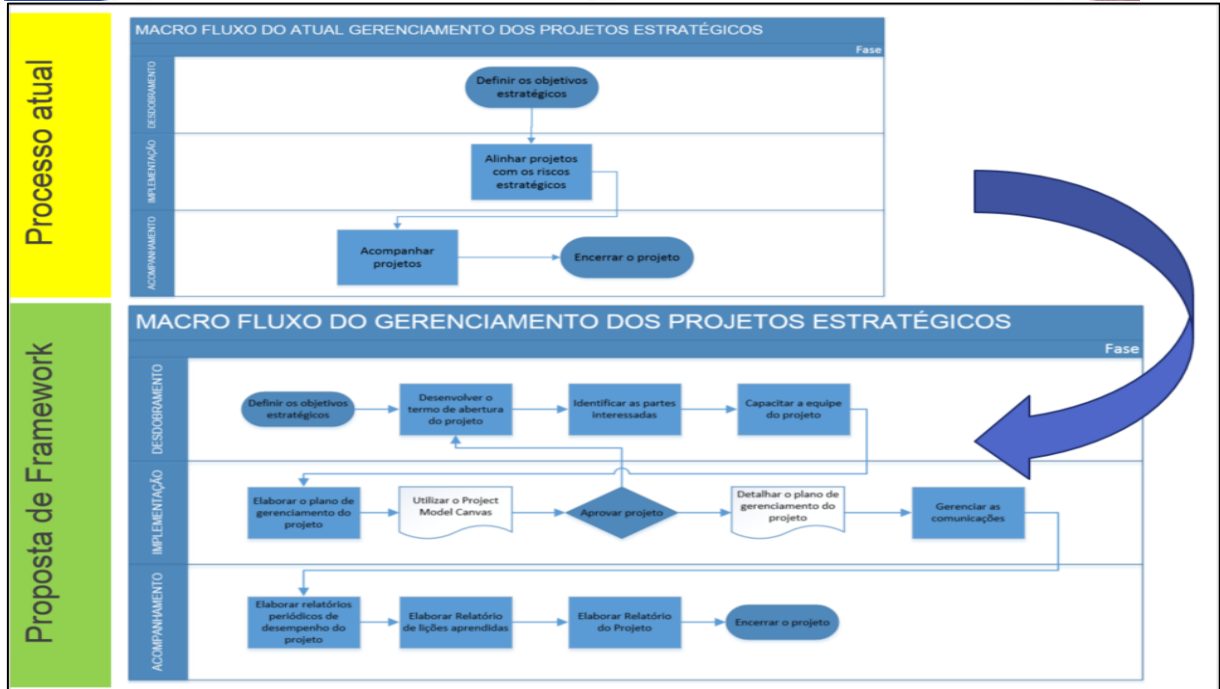 Processo atual
MACRO FLUXO DO ATUAL GERENCIAMENTO DOS PROJETOS ESTRATÉGICOS
Fase
DESDOBRAMENTO
Definir os objetivos
estratégicos
IMPLEMENTAÇÃO
Alinhar projetos
com os riscos
estratégicos
ACOMPANHAMENTO
Acompanhar
projetos
Encerrar o projeto
Proposta de Framework
MACRO FLUXO DO GERENCIAMENTO DOS PROJETOS ESTRATÉGICOS
Fase
DESDOBRAMENTO
Definir os objetivos
estratégicos
Desenvolver o
termo de abertura
do projeto
Identificar as partes
interessadas
Capacitar a equipe
do projeto
IMPLEMENTAÇÃO
Elaborar o plano de
gerenciamento do
projeto
Utilizar o Project
Model Canvas
Aprovar projeto
Detalhar o plano de
gerenciamento do
projeto
Gerenciar as
comunicações
ACOMPANHAMENTO
Elaborar relatórios
periódicos de
desempenho do
projeto
Elaborar Relatório
de lições aprendidas
Elaborar Relatório
do Projeto
Encerrar o projeto